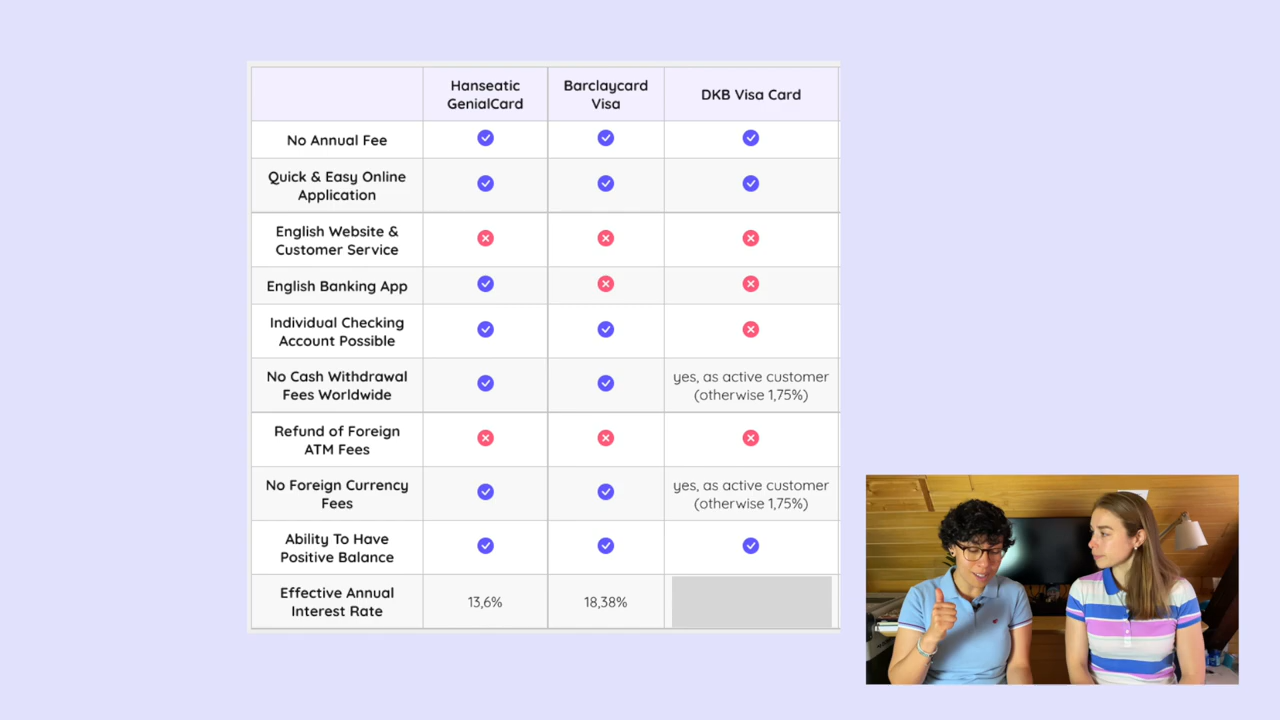 Hanseatic
GenialCard
Barclaycard
Visa
DKB Visa Card
No Annual Fee
Quick & Easy Online
Application
English Website &
Customer Service
English Banking App
Individual Checking
Account Possible
No Cash Withdrawal
Fees Worldwide
yes, as active customer
(otherwise 1,75%)
Refund of Foreign
ATM Fees
No Foreign Currency
Fees
yes, as active customer
(otherwise 1,75%)
Ability To Have
Positive Balance
Effective Annual
Interest Rate
13,6%
18,38%